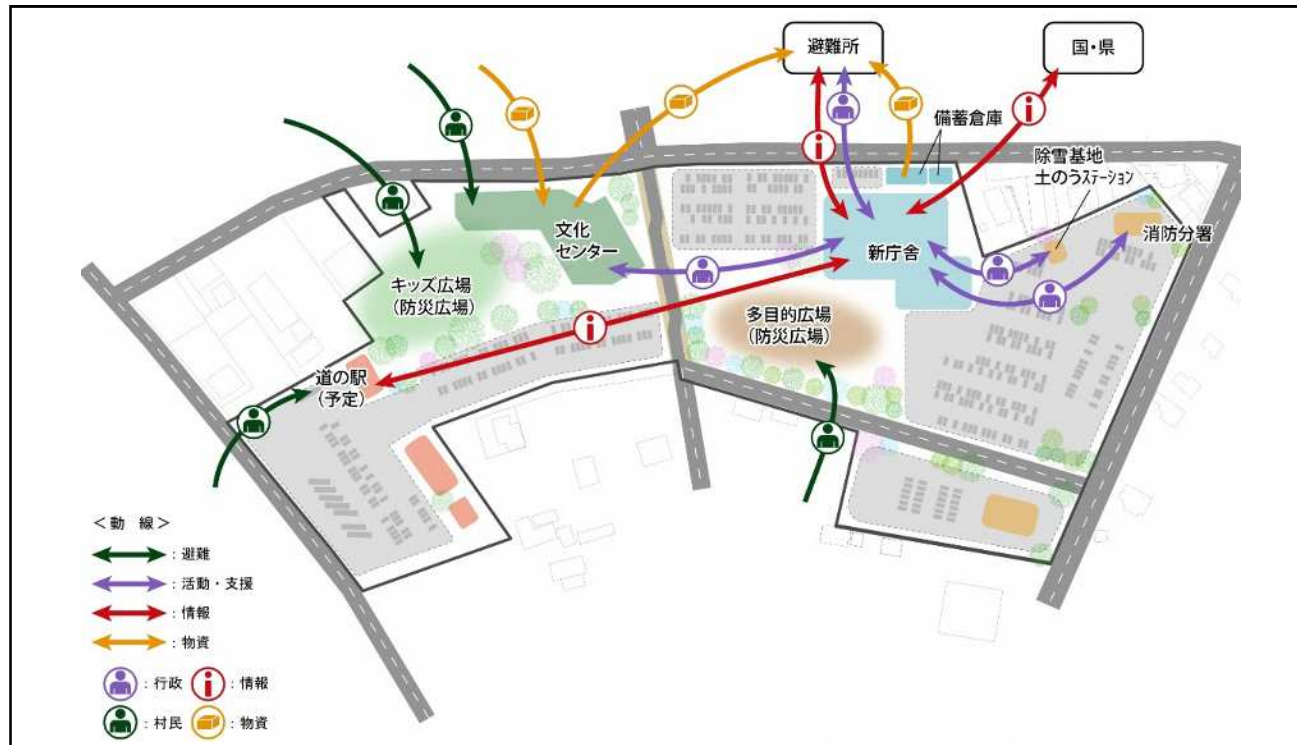 避難所
国・県
備蓄倉庫
除雪基地
土のうステーション
消防分署
文化
センター
新庁舎
キッズ広場
(防災広場)
多目的広場
(防災広場)
道の駅
(予定)
<動　線>
：避難
：活動・支援
：情報
：物資
：行政
：情報
：村民
：物資